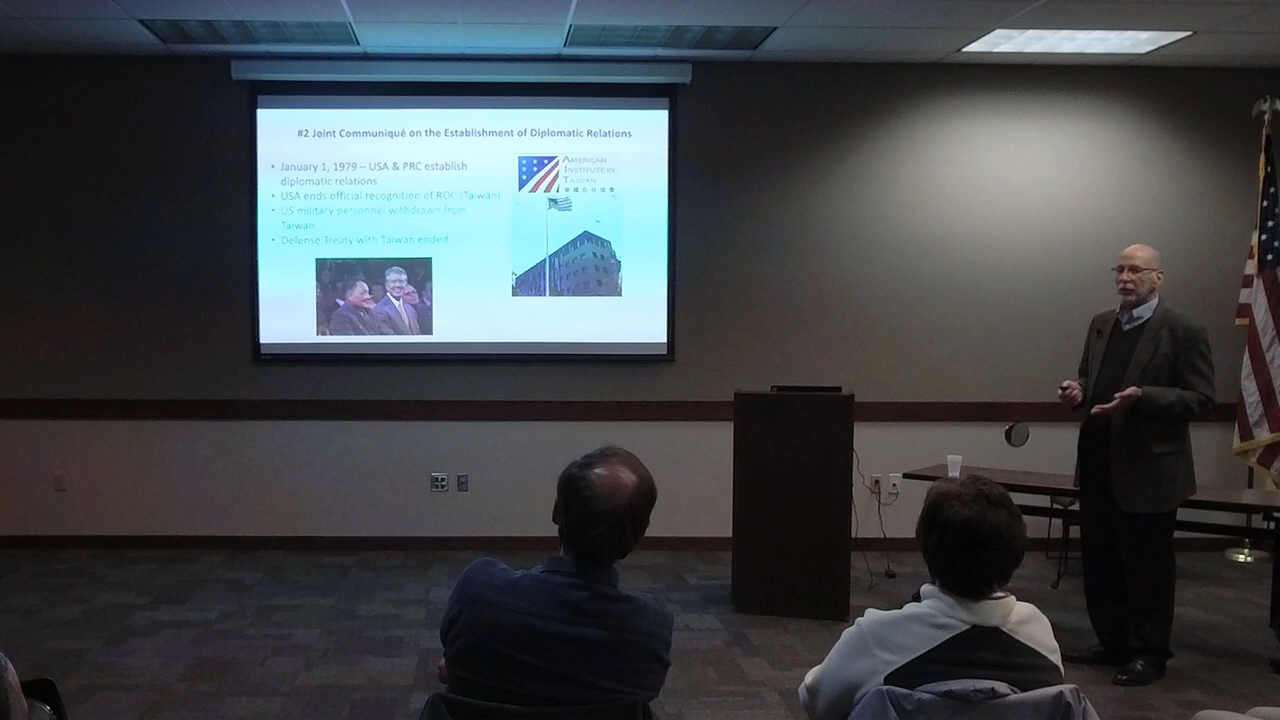 #2 Joint Communiqué on the Establishment of Diplomatic Relations
• January 1, 1979 – USA & PRC establish
diplomatic relations
• USA ends official recognition of ROC (Taiwan)
• US military personnel withdrawn from
Taiwan
• Defense Treaty with Taiwan ended
AMERICAN
INSTITUTE IN
TAIWAN